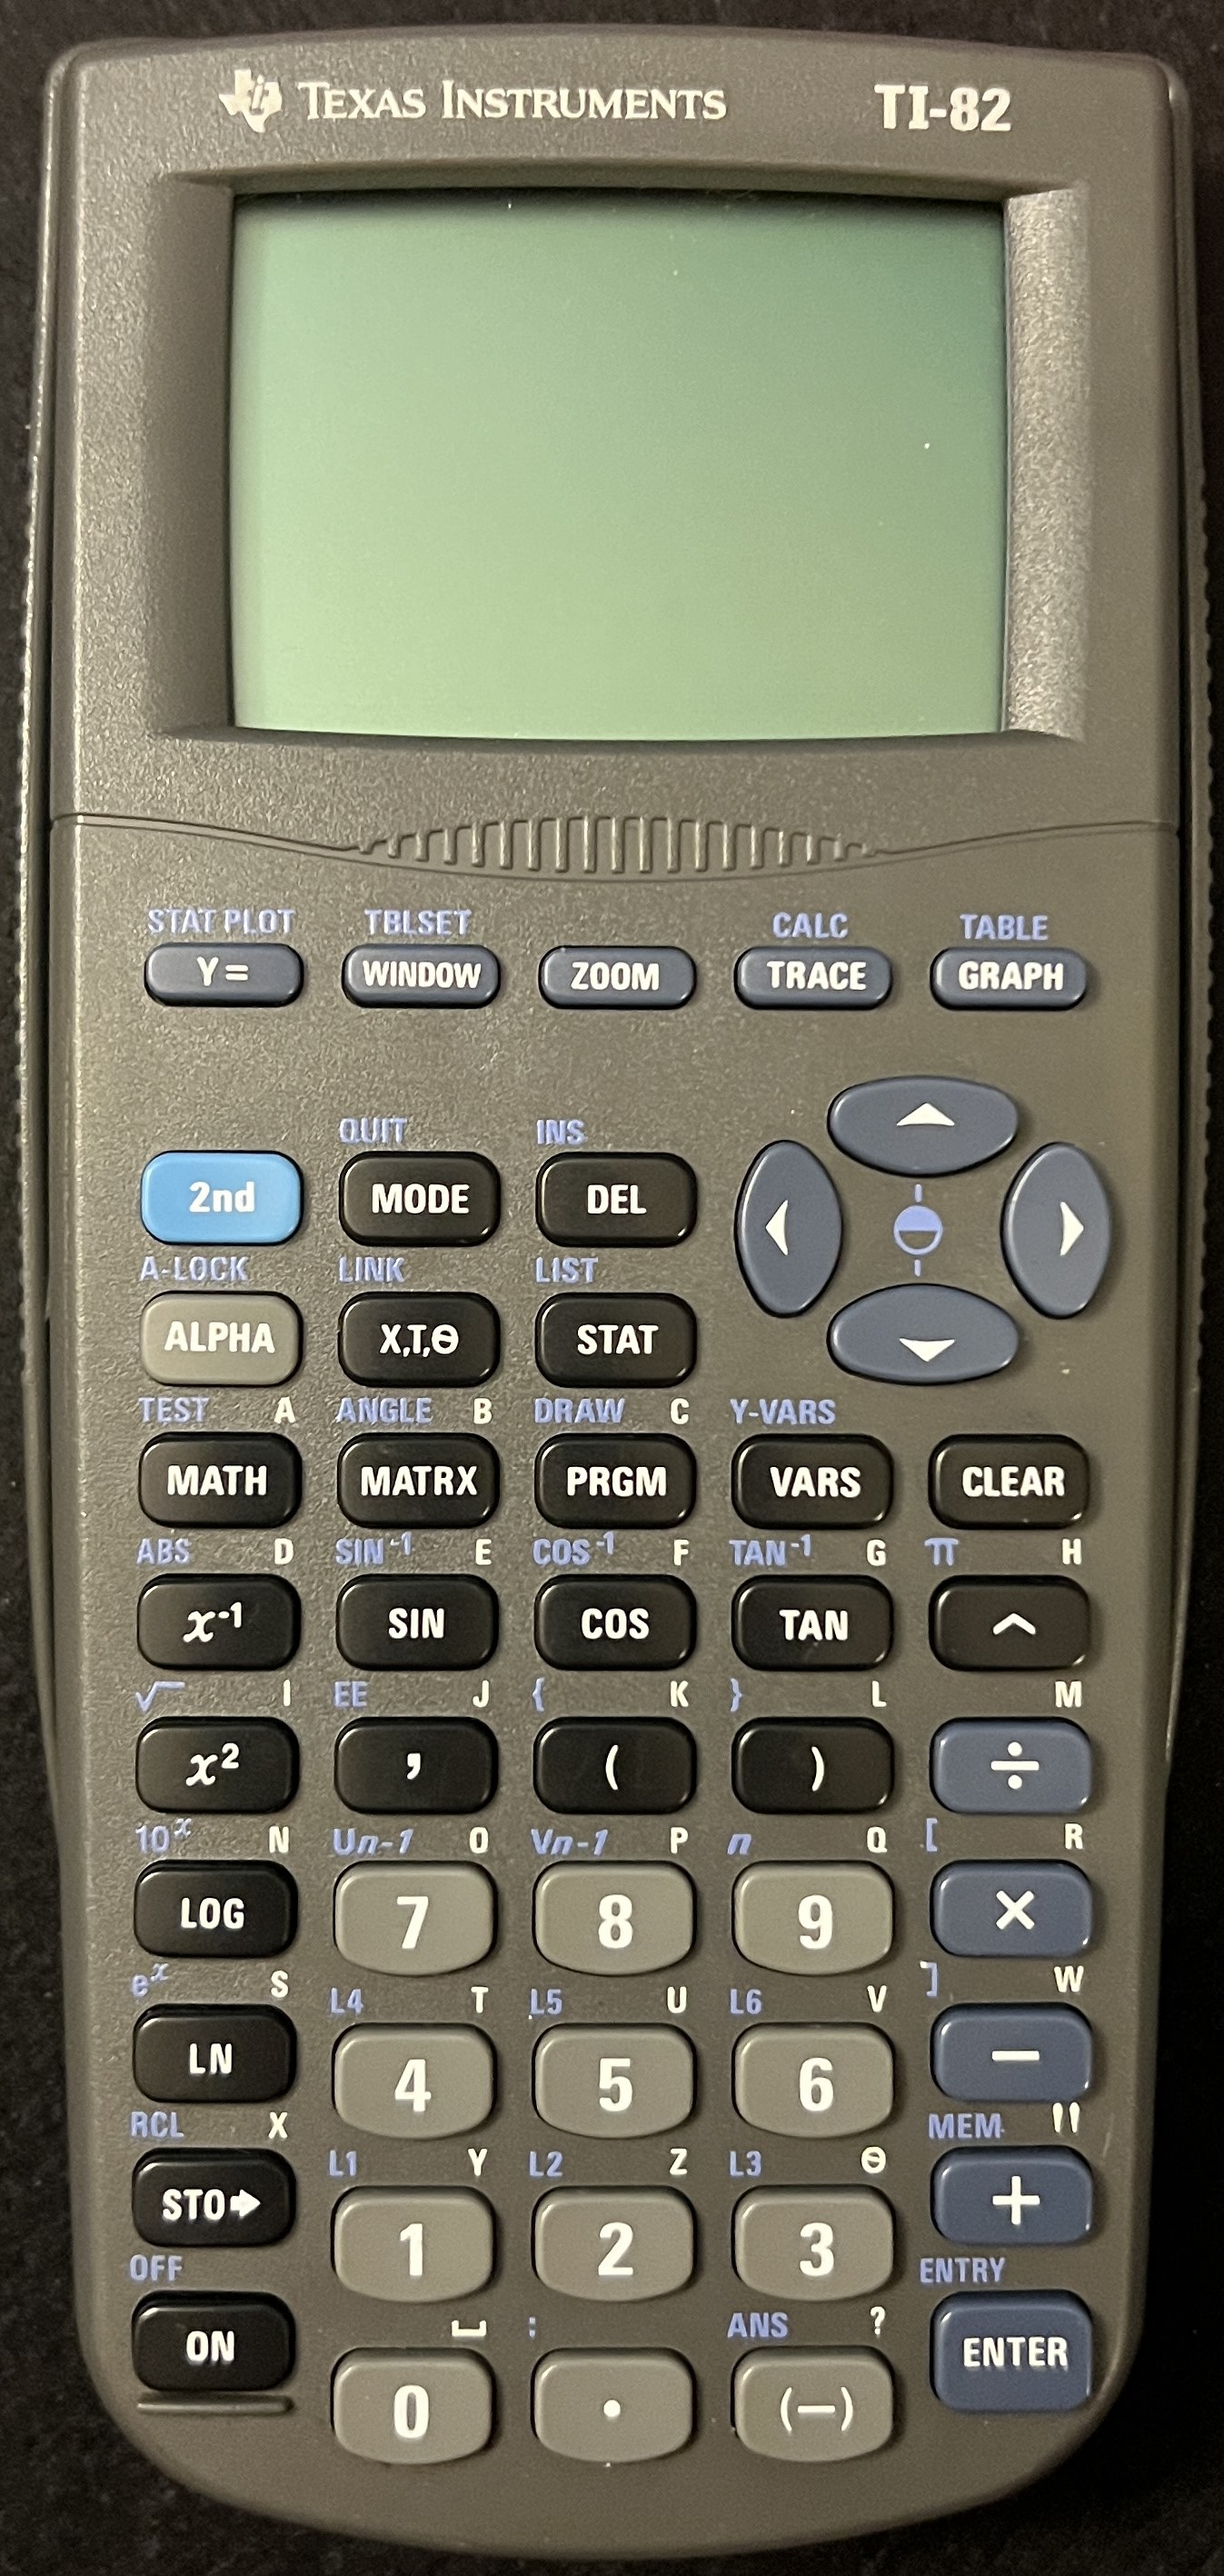 TEXAS INSTRUMENTS TI-82
STAT PLOT TBLSET CALC TABLE
Y= WINDOW ZOOM TRACE GRAPH
QUIT INS
2nd MODE DEL
A-LOCK LINK LIST
ALPHA X,T,Θ STAT
TEST A ANGLE B DRAW C Y-VARS
MATH MATRX PRGM VARS CLEAR
ABS D SIN⁻¹ E COS⁻¹ F TAN⁻¹ G π H
x⁻¹ SIN COS TAN ^
√ I EE J { K } L M
x² , ( ) ÷
10ˣ N Un-1 O Vn-1 P n Q [ R
LOG 7 8 9 ×
eˣ S L4 T L5 U L6 V ] W
LN 4 5 6 −
RCL X L1 Y L2 Z L3 Θ MEM "
STO➔ 1 2 3 +
OFF ␣ : ANS ? ENTRY
ON 0 . (−) ENTER